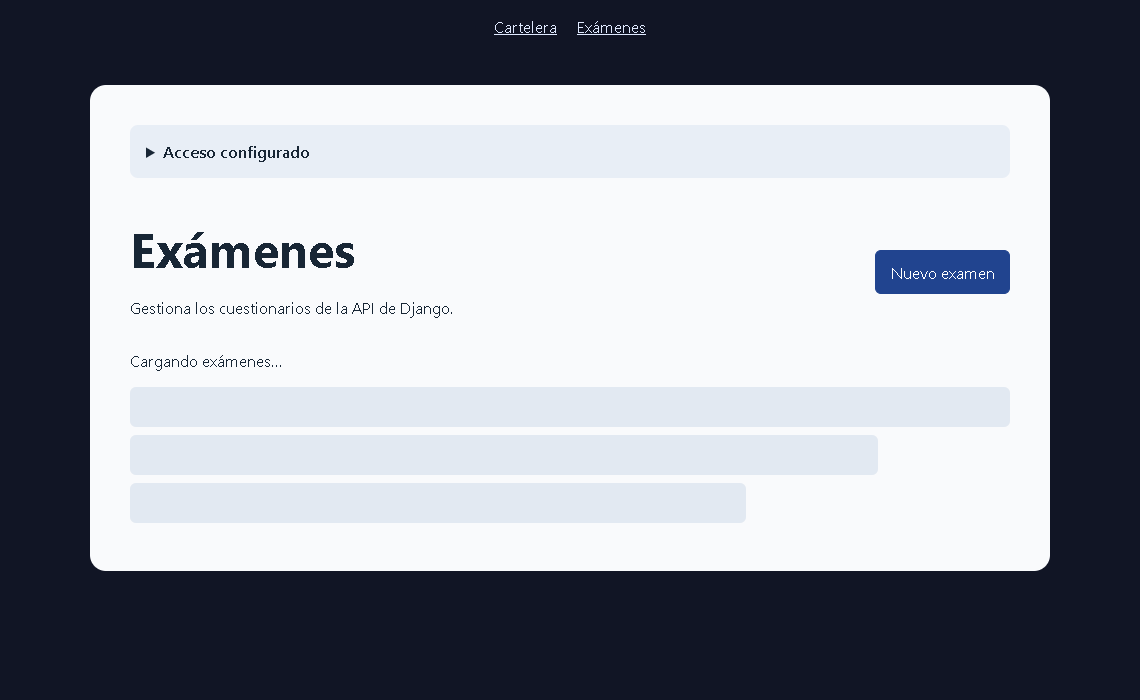 Cartelera Exámenes
Acceso configurado
Exámenes
Nuevo examen
Gestiona los cuestionarios de la API de Django.
Cargando exámenes...